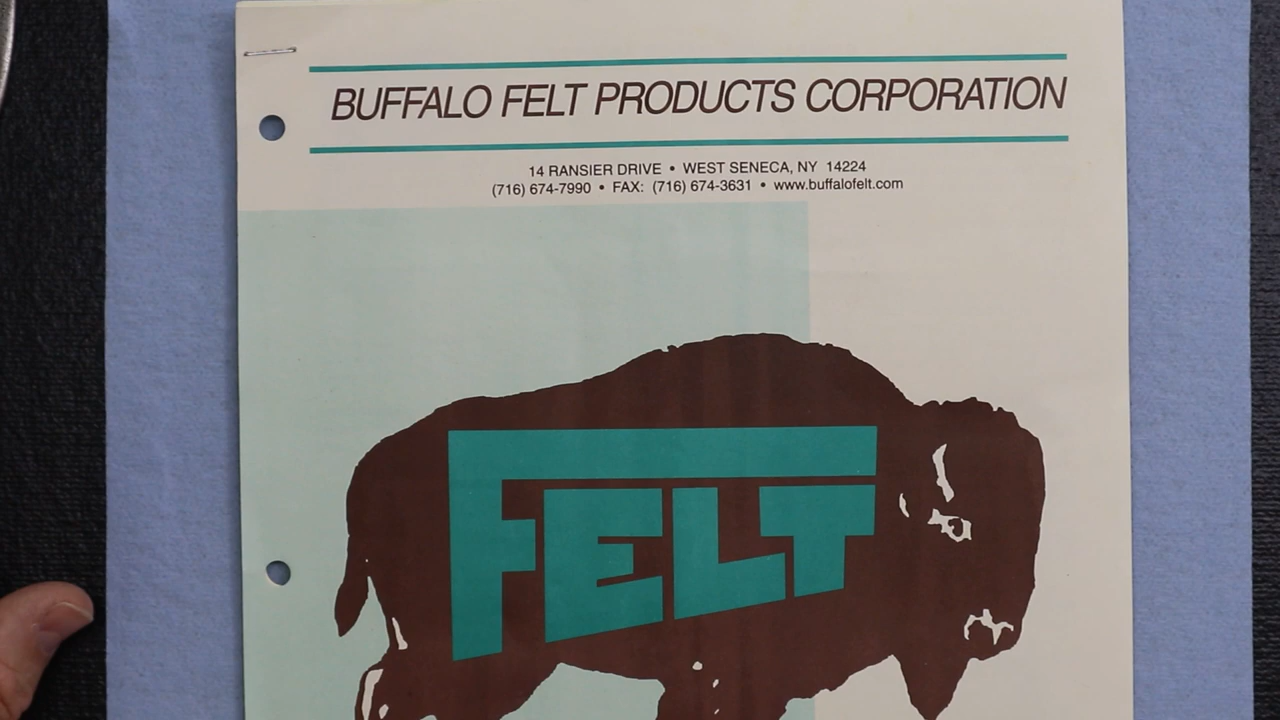 BUFFALO FELT PRODUCTS CORPORATION
14 RANSIER DRIVE • WEST SENECA, NY 14224
(716) 674-7990 • FAX: (716) 674-3631 • www.buffalofelt.com
FELT